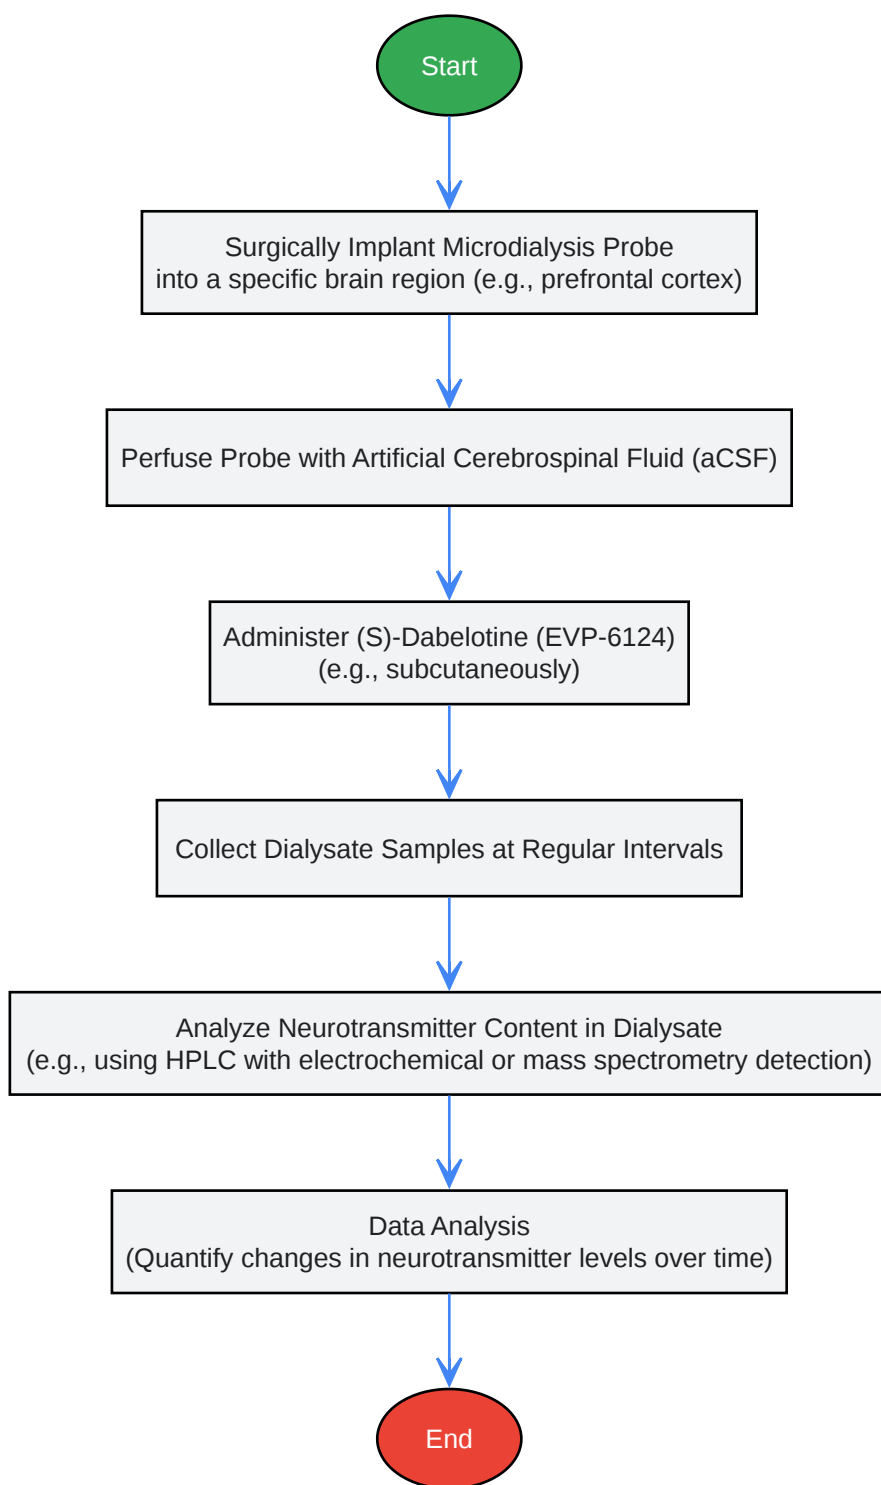 Start
Surgically Implant Microdialysis Probe
into a specific brain region (e.g., prefrontal cortex)
Perfuse Probe with Artificial Cerebrospinal Fluid (aCSF)
Administer (S)-Dabelotine (EVP-6124)
(e.g., subcutaneously)
Collect Dialysate Samples at Regular Intervals
Analyze Neurotransmitter Content in Dialysate
(e.g., using HPLC with electrochemical or mass spectrometry detection)
Data Analysis
(Quantify changes in neurotransmitter levels over time)
End